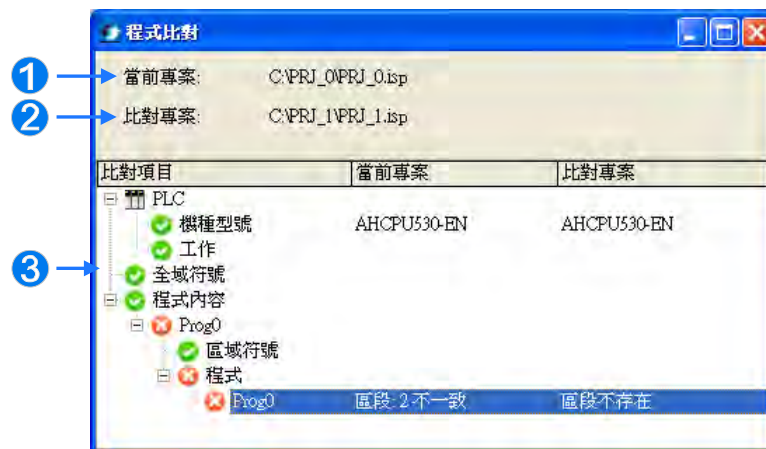 程式比對
1 當前專案: C:\PRJ_0\PRJ_0.isp
2 比對專案: C:\PRJ_1\PRJ_1.isp
比對項目 當前專案 比對專案
PLC
機種型號 AHCPU530-EN AHCPU530-EN
工作
3 全域符號
程式內容
Prog0
區域符號
程式
Prog0 區段: 2 不一致 區段不存在